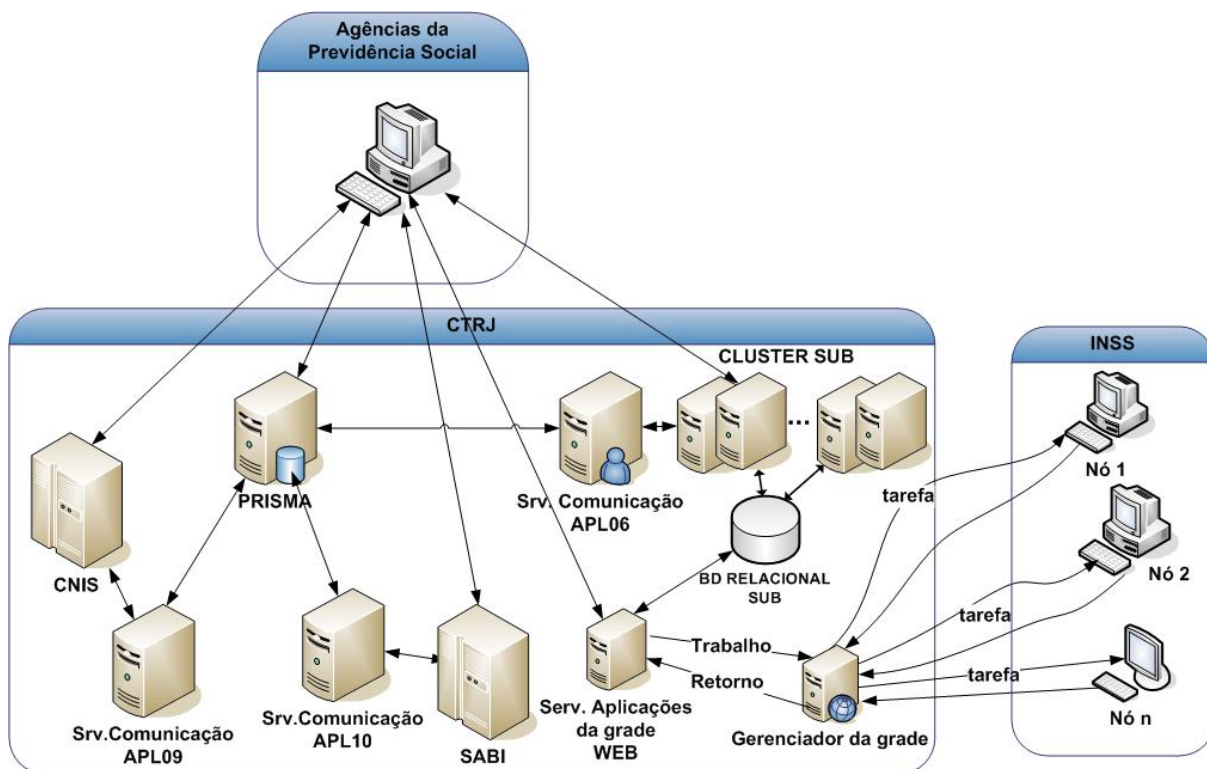 Agências da
Previdência Social
CTRJ
INSS
CLUSTER SUB
...
Nó 1
PRISMA
Srv. Comunicação
APL06
tarefa
CNIS
BD RELACIONAL
SUB
Nó 2
tarefa
Trabalho
tarefa
Retorno
Srv.Comunicação
APL09
Srv.Comunicação
APL10
SABI
Serv. Aplicações
da grade
WEB
Gerenciador da grade
Nó n